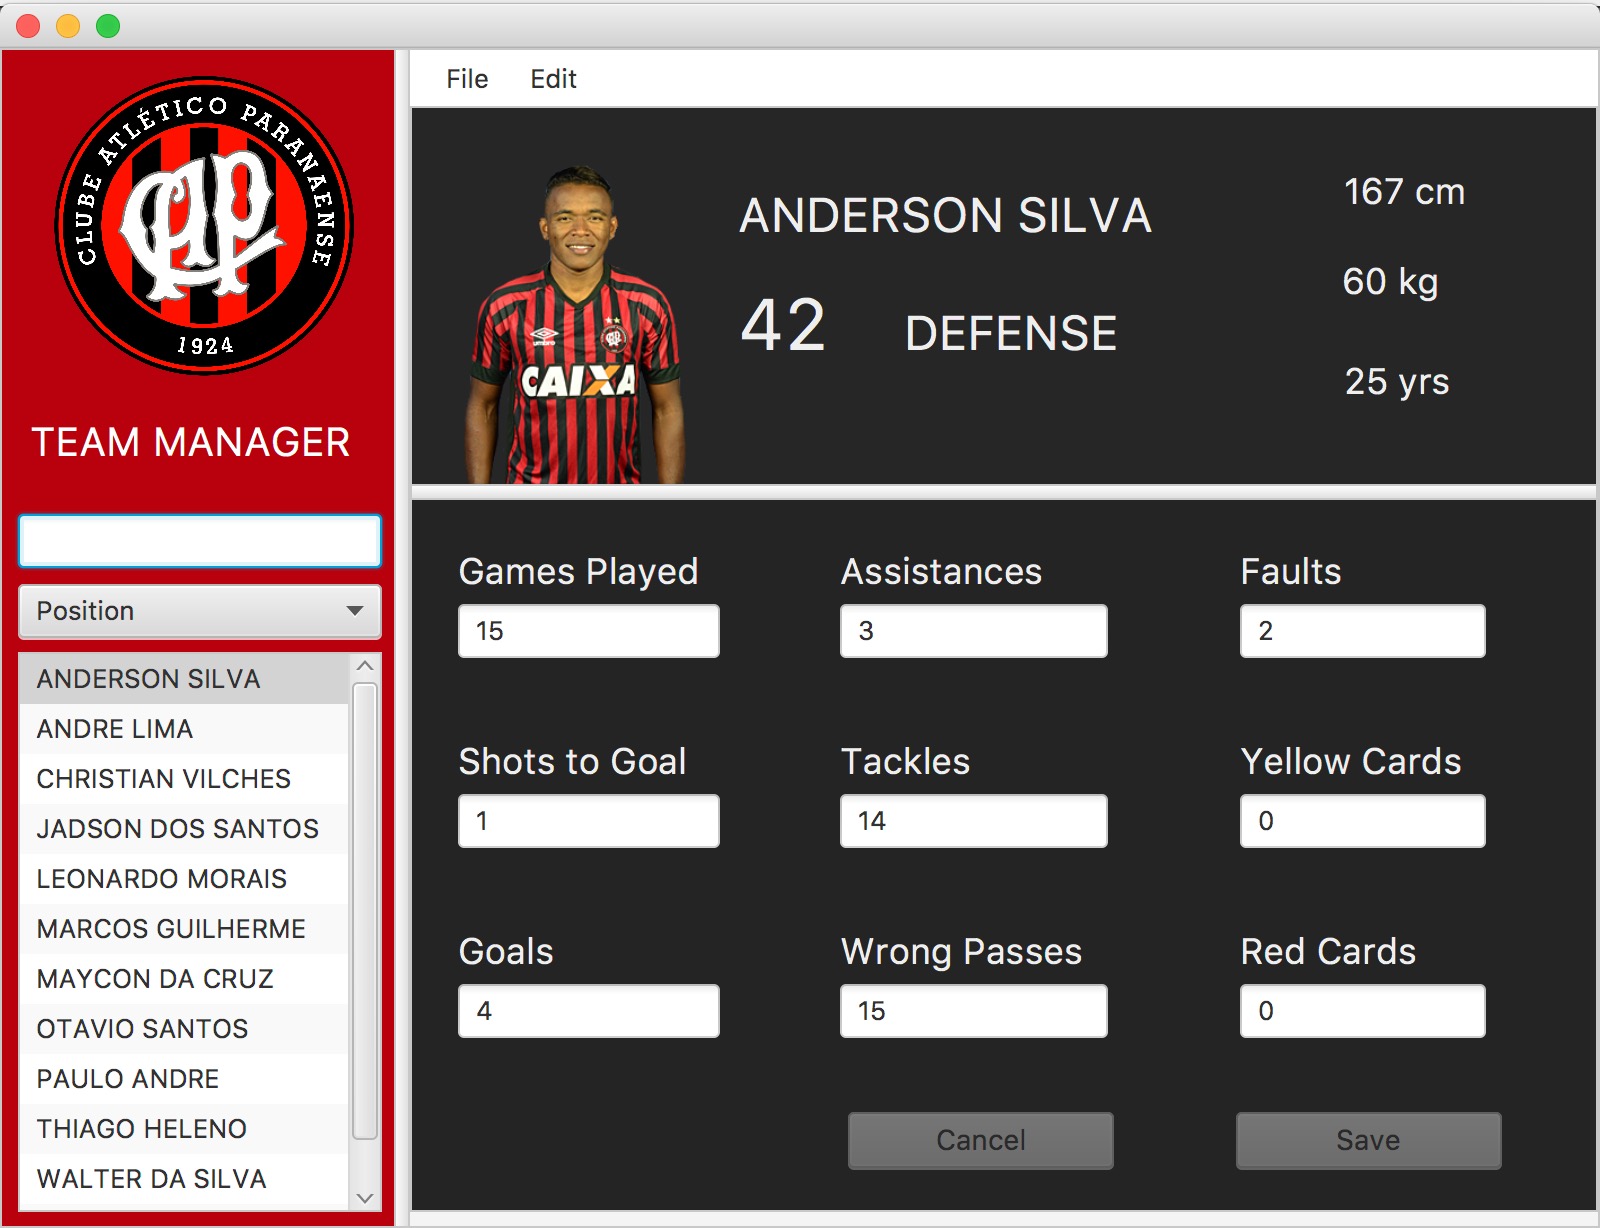 CLUBE ATLÉTICO PARANAENSE
CAP
1924
TEAM MANAGER
Position
ANDERSON SILVA
ANDRE LIMA
CHRISTIAN VILCHES
JADSON DOS SANTOS
LEONARDO MORAIS
MARCOS GUILHERME
MAYCON DA CRUZ
OTAVIO SANTOS
PAULO ANDRE
THIAGO HELENO
WALTER DA SILVA
File Edit
umbro
CAP
CAIXA
ANDERSON SILVA
42 DEFENSE
167 cm
60 kg
25 yrs
Games Played Assistances Faults
15 3 2
Shots to Goal Tackles Yellow Cards
1 14 0
Goals Wrong Passes Red Cards
4 15 0
Cancel Save